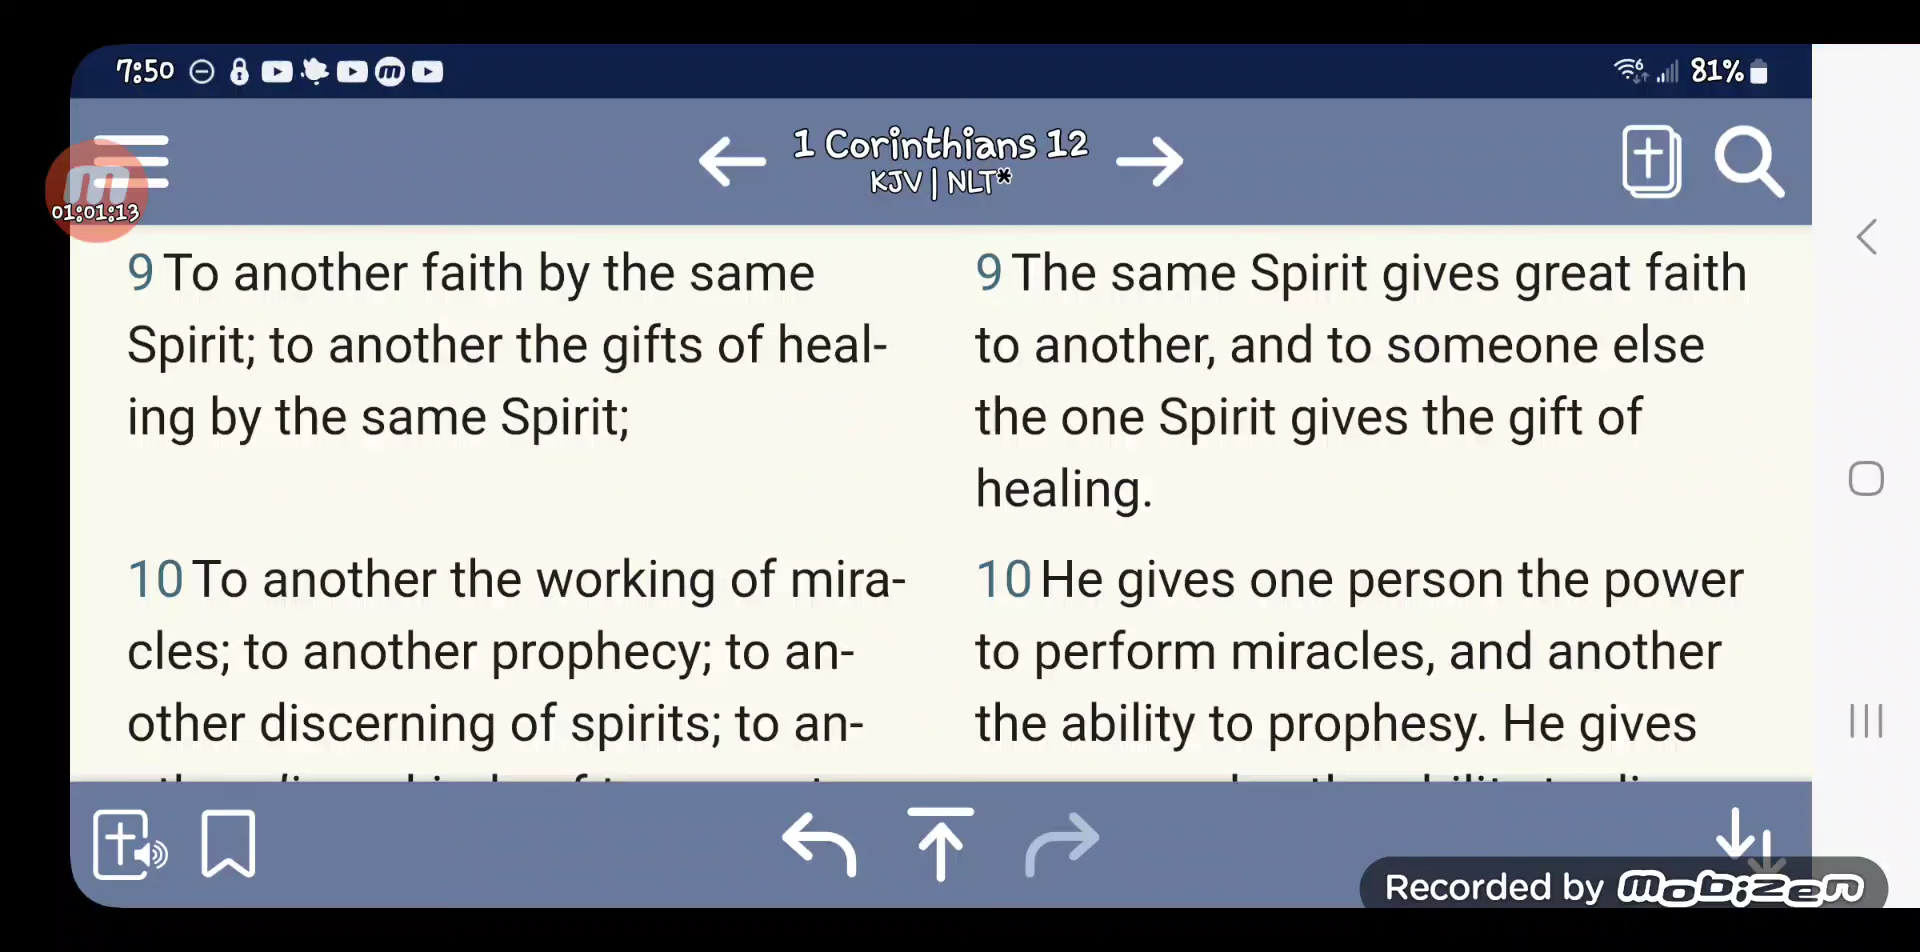 7:50
81%
1 Corinthians 12
KJV | NLT*
01:01:13
9 To another faith by the same
Spirit; to another the gifts of heal-
ing by the same Spirit;
10 To another the working of mira-
cles; to another prophecy; to an-
other discerning of spirits; to an-
9 The same Spirit gives great faith
to another, and to someone else
the one Spirit gives the gift of
healing.
10 He gives one person the power
to perform miracles, and another
the ability to prophesy. He gives
Recorded by Mobizen